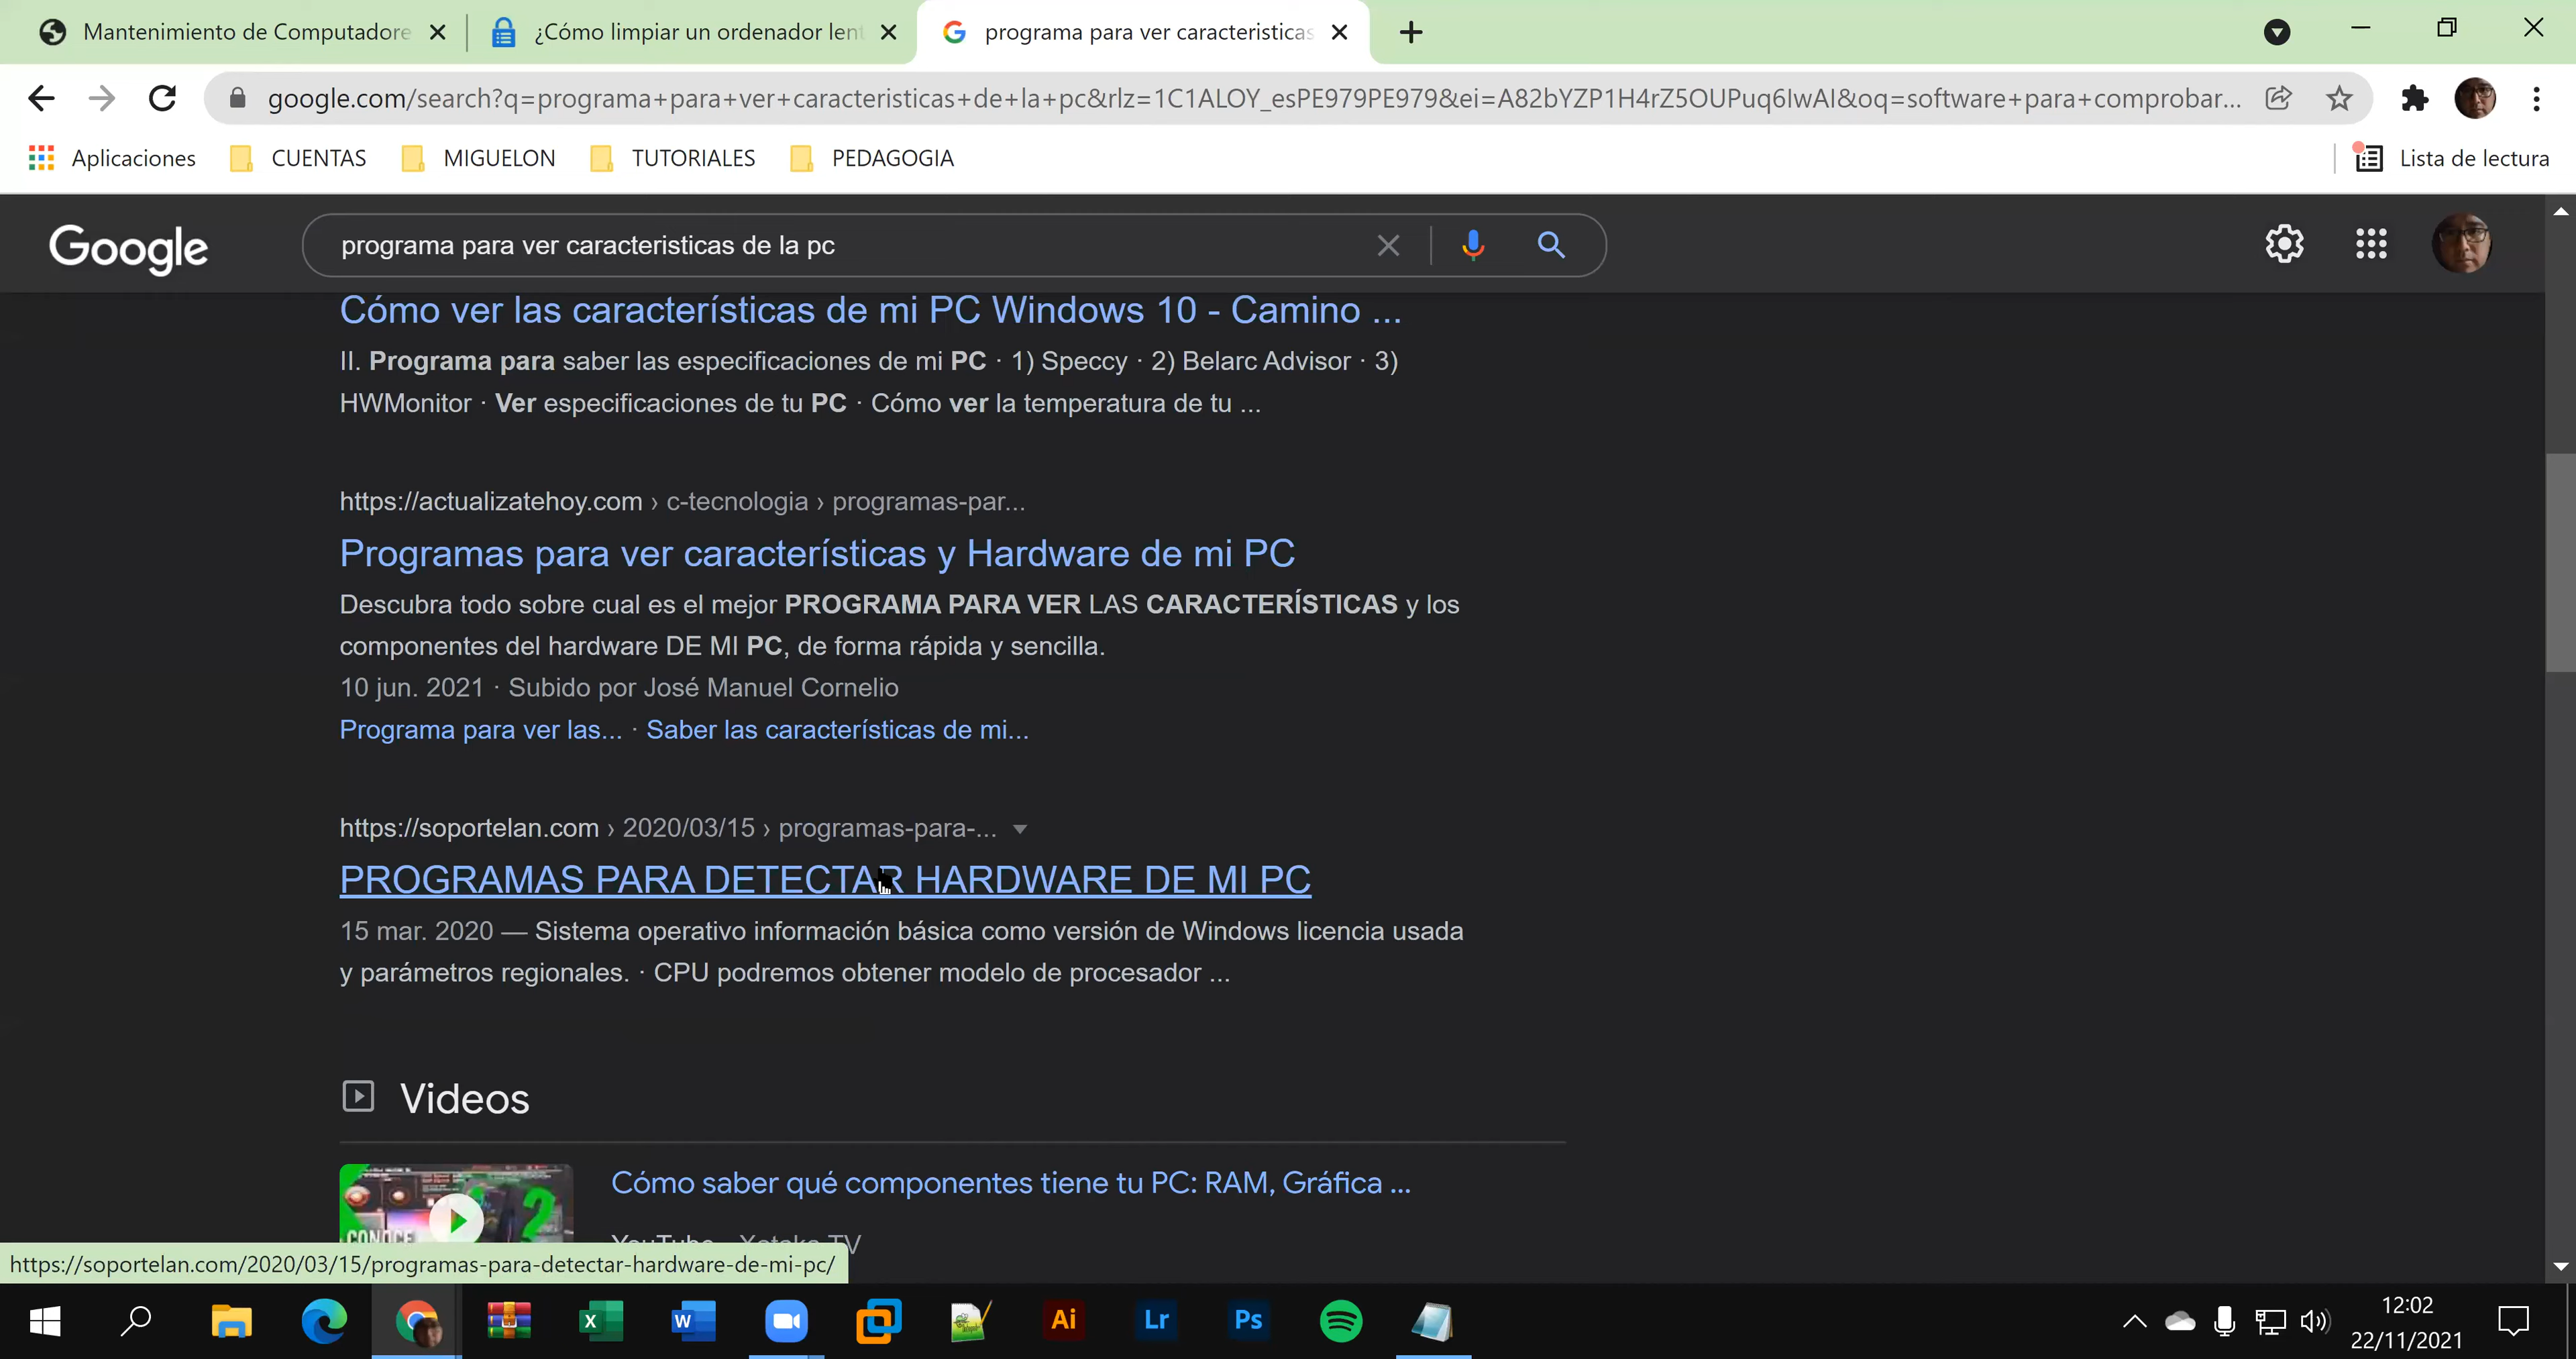 Mantenimiento de Computadore
¿Cómo limpiar un ordenador lent
programa para ver caracteristicas
google.com/search?q=programa+para+ver+caracteristicas+de+la+pc&rlz=1C1ALOY_esPE979PE979&ei=A82bYZP1H4rZ5OUPuq6IwAI&oq=software+para+comprobar...
Aplicaciones
CUENTAS
MIGUELON
TUTORIALES
PEDAGOGIA
Lista de lectura
Google
programa para ver caracteristicas de la pc
Cómo ver las características de mi PC Windows 10 - Camino ...
II. Programa para saber las especificaciones de mi PC · 1) Speccy · 2) Belarc Advisor · 3)
HWMonitor · Ver especificaciones de tu PC · Cómo ver la temperatura de tu ...
https://actualizatehoy.com › c-tecnologia › programas-par...
Programas para ver características y Hardware de mi PC
Descubra todo sobre cual es el mejor PROGRAMA PARA VER LAS CARACTERÍSTICAS y los
componentes del hardware DE MI PC, de forma rápida y sencilla.
10 jun. 2021 · Subido por José Manuel Cornelio
Programa para ver las... · Saber las características de mi...
https://soportelan.com › 2020/03/15 › programas-para-...
PROGRAMAS PARA DETECTAR HARDWARE DE MI PC
15 mar. 2020 — Sistema operativo información básica como versión de Windows licencia usada
y parámetros regionales. · CPU podremos obtener modelo de procesador ...
Videos
Cómo saber qué componentes tiene tu PC: RAM, Gráfica ...
CONOCE
YouTube · Xataka TV
https://soportelan.com/2020/03/15/programas-para-detectar-hardware-de-mi-pc/
Ai
Lr
Ps
12:02
22/11/2021